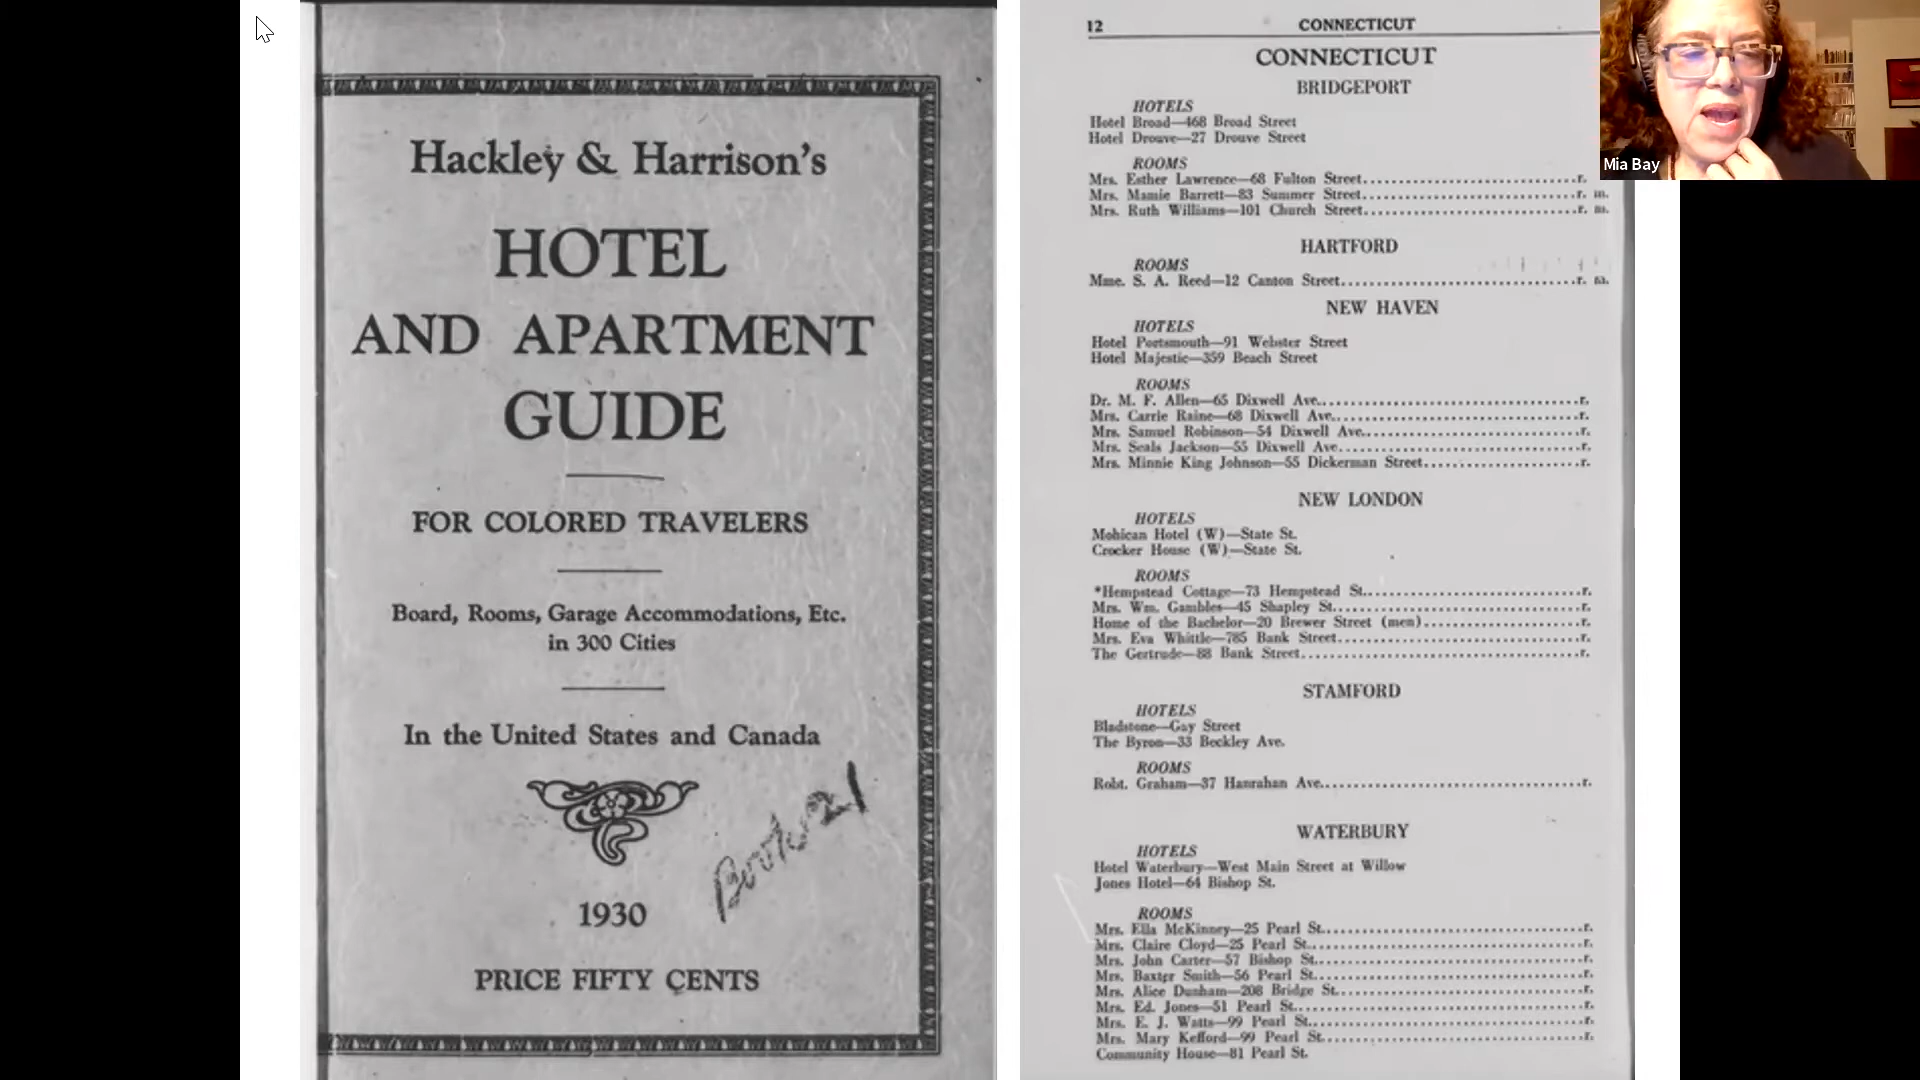 Hackley & Harrison's
HOTEL
AND APARTMENT
GUIDE
FOR COLORED TRAVELERS
Board, Rooms, Garage Accommodations, Etc.
in 300 Cities
In the United States and Canada
Book 21
1930
PRICE FIFTY CENTS
12 CONNECTICUT
CONNECTICUT
BRIDGEPORT
HOTELS
Hotel Broad—468 Broad Street
Hotel Drouve—27 Drouve Street
ROOMS
Mrs. Esther Lawrence—68 Fulton Street r.
Mrs. Mamie Barrett—83 Summer Street r. m.
Mrs. Ruth Williams—101 Church Street r. m.
HARTFORD
ROOMS
Mme. S. A. Reed—12 Canton Street r. m.
NEW HAVEN
HOTELS
Hotel Portsmouth—91 Webster Street
Hotel Majestic—359 Beach Street
ROOMS
Dr. M. F. Allen—65 Dixwell Ave. r.
Mrs. Carrie Raine—68 Dixwell Ave. r.
Mrs. Samuel Robinson—54 Dixwell Ave. r.
Mrs. Seals Jackson—55 Dixwell Ave. r.
Mrs. Minnie King Johnson—55 Dickerman Street r.
NEW LONDON
HOTELS
Mohican Hotel (W)—State St.
Crocker House (W)—State St.
ROOMS
*Hempstead Cottage—73 Hempstead St. r.
Mrs. Wm. Gambles—45 Shapley St. r.
Home of the Bachelor—20 Brewer Street (men) r.
Mrs. Eva Whittle—785 Bank Street r.
The Gertrude—88 Bank Street r.
STAMFORD
HOTELS
Bladstone—Gay Street
The Byron—33 Beckley Ave.
ROOMS
Robt. Graham—37 Hanrahan Ave. r.
WATERBURY
HOTELS
Hotel Waterbury—West Main Street at Willow
Jones Hotel—64 Bishop St.
ROOMS
Mrs. Ella McKinney—25 Pearl St. r.
Mrs. Claire Cloyd—25 Pearl St. r.
Mrs. John Carter—57 Bishop St. r.
Mrs. Baxter Smith—56 Pearl St. r.
Mrs. Alice Dunham—208 Bridge St. r.
Mrs. Ed. Jones—51 Pearl St. r.
Mrs. E. J. Watts—99 Pearl St. r.
Mrs. Mary Kefford—99 Pearl St. r.
Community House—81 Pearl St.
Mia Bay